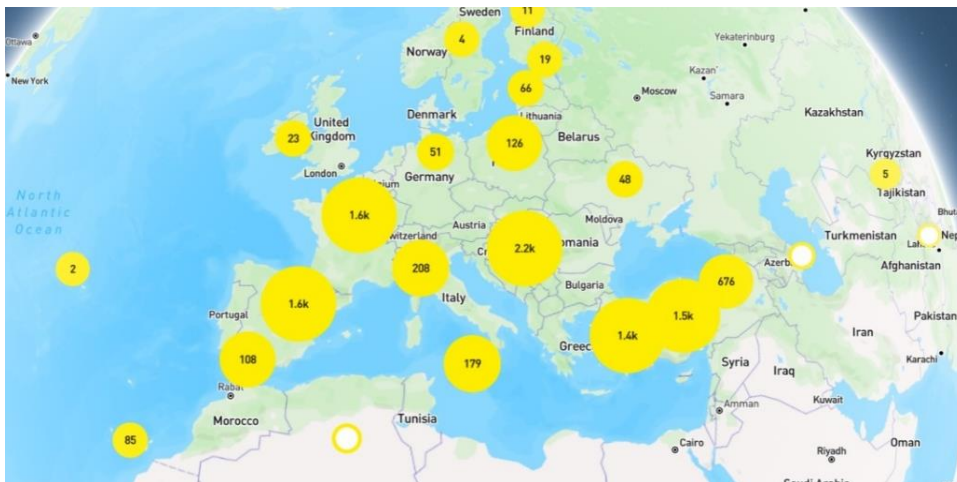 Sweden
11
Finland
Ottawa
Norway
4
Yekaterinburg
19
New York
Kazan'
66
Moscow
Samara
Denmark
Lithuania
Kazakhstan
United
Kingdom
23
126
Belarus
51
London
Germany
Kyrgyzstan
48
5
Tajikistan
North
Atlantic
Ocean
1.6k
Austria
Moldova
2.2k
Turkmenistan
Afghanistan
2
208
Bulgaria
676
Italy
1.6k
Portugal
1.5k
Iran
Pakistan
1.4k
108
179
Syria
Iraq
Karachi
Morocco
Tunisia
Amman
Kuwait
85
Cairo
Oman
Riyadh